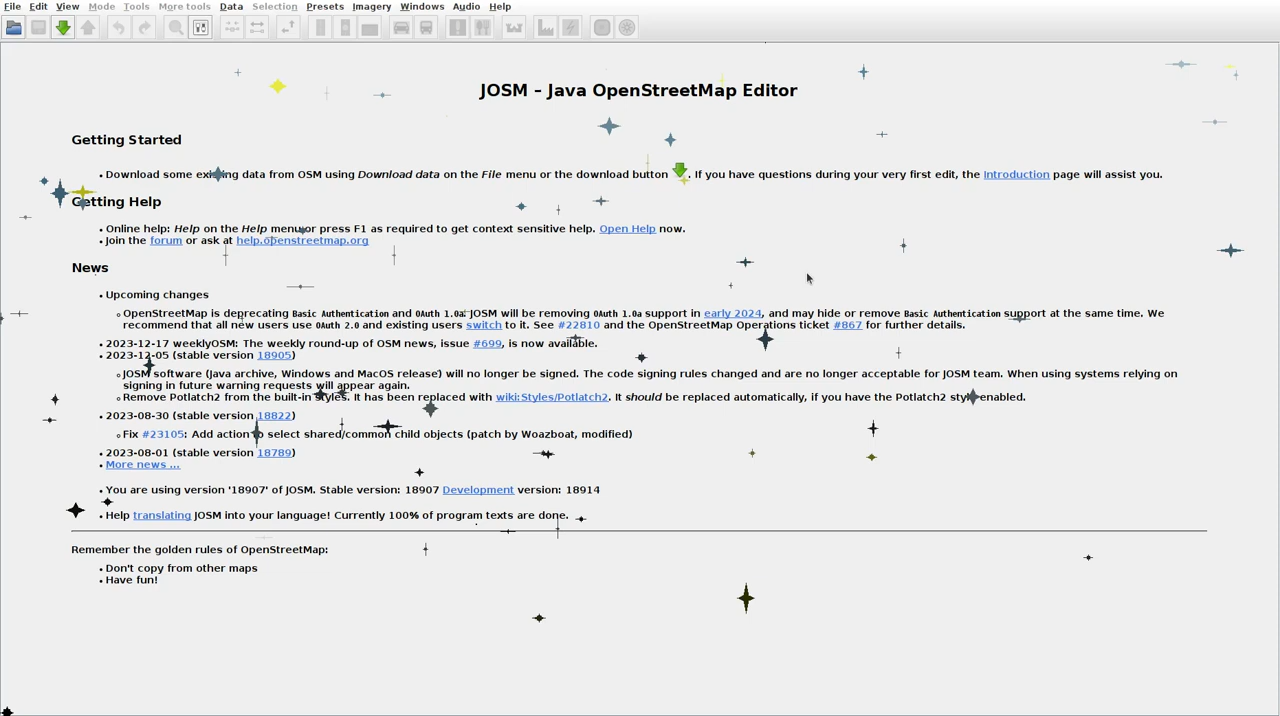 File Edit View Mode Tools More tools Data Selection Presets Imagery Windows Audio Help
JOSM – Java OpenStreetMap Editor
Getting Started
• Download some existing data from OSM using Download data on the File menu or the download button . If you have questions during your very first edit, the Introduction page will assist you.
Getting Help
• Online help: Help on the Help menu or press F1 as required to get context sensitive help. Open Help now.
• Join the forum or ask at help.openstreetmap.org
News
• Upcoming changes
○ OpenStreetMap is deprecating Basic Authentication and OAuth 1.0a. JOSM will be removing OAuth 1.0a support in early 2024, and may hide or remove Basic Authentication support at the same time. We
recommend that all new users use OAuth 2.0 and existing users switch to it. See #22810 and the OpenStreetMap Operations ticket #867 for further details.
• 2023-12-17 weeklyOSM: The weekly round-up of OSM news, issue #699, is now available.
• 2023-12-05 (stable version 18905)
○ JOSM software (Java archive, Windows and MacOS release) will no longer be signed. The code signing rules changed and are no longer acceptable for JOSM team. When using systems relying on
signing in future warning requests will appear again.
○ Remove Potlatch2 from the built-in styles. It has been replaced with wiki:Styles/Potlatch2. It should be replaced automatically, if you have the Potlatch2 style enabled.
• 2023-08-30 (stable version 18822)
○ Fix #23105: Add action to select shared/common child objects (patch by Woazboat, modified)
• 2023-08-01 (stable version 18789)
• More news ...
• You are using version '18907' of JOSM. Stable version: 18907 Development version: 18914
• Help translating JOSM into your language! Currently 100% of program texts are done.
Remember the golden rules of OpenStreetMap:
• Don't copy from other maps
• Have fun!